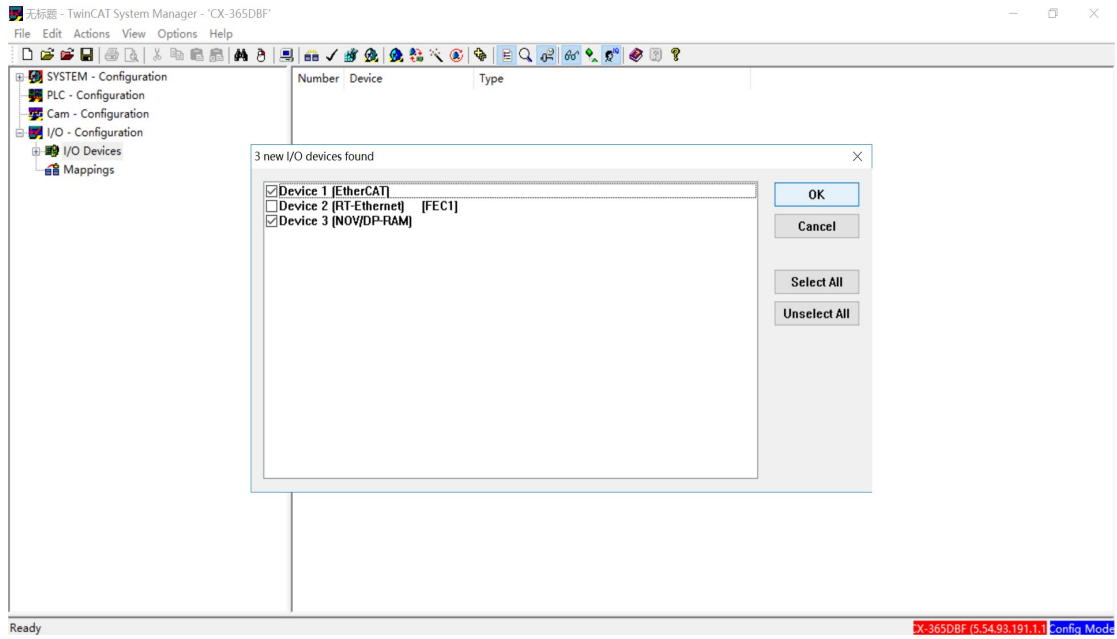 无标题 - TwinCAT System Manager - 'CX-365DBF'
File Edit Actions View Options Help
SYSTEM - Configuration
PLC - Configuration
Cam - Configuration
I/O - Configuration
I/O Devices
Mappings
Number Device Type
3 new I/O devices found
Device 1 (EtherCAT)
Device 2 (RT-Ethernet) [FEC1]
Device 3 (NOV/DP-RAM)
OK
Cancel
Select All
Unselect All
Ready
CX-365DBF (5.54.93.191.1.1 Config Mode